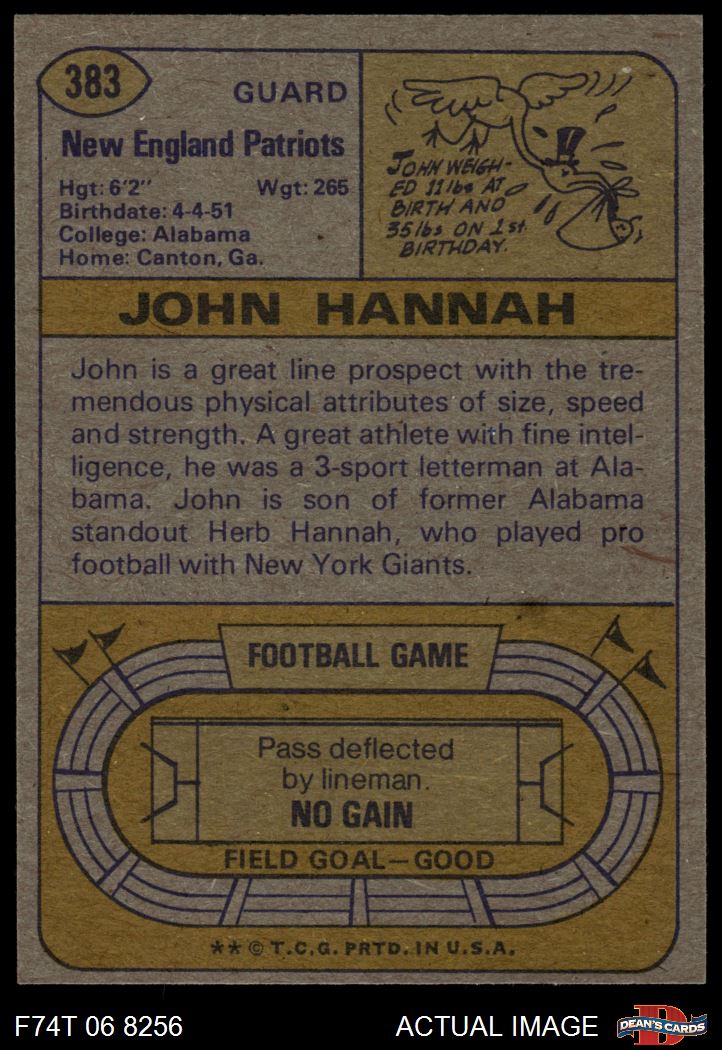 383
GUARD
New England Patriots
Hgt: 6'2" Wgt: 265
Birthdate: 4-4-51
College: Alabama
Home: Canton, Ga.
JOHN WEIGH-
ED 11 lbs AT
BIRTH AND
35 lbs ON 1st
BIRTHDAY.
JOHN HANNAH
John is a great line prospect with the tre-
mendous physical attributes of size, speed
and strength. A great athlete with fine intel-
ligence, he was a 3-sport letterman at Ala-
bama. John is son of former Alabama
standout Herb Hannah, who played pro
football with New York Giants.
FOOTBALL GAME
Pass deflected
by lineman.
NO GAIN
FIELD GOAL—GOOD
** © T.C.G. PRTD. IN U.S.A.
F74T 06 8256 ACTUAL IMAGE
DEAN'S CARDS